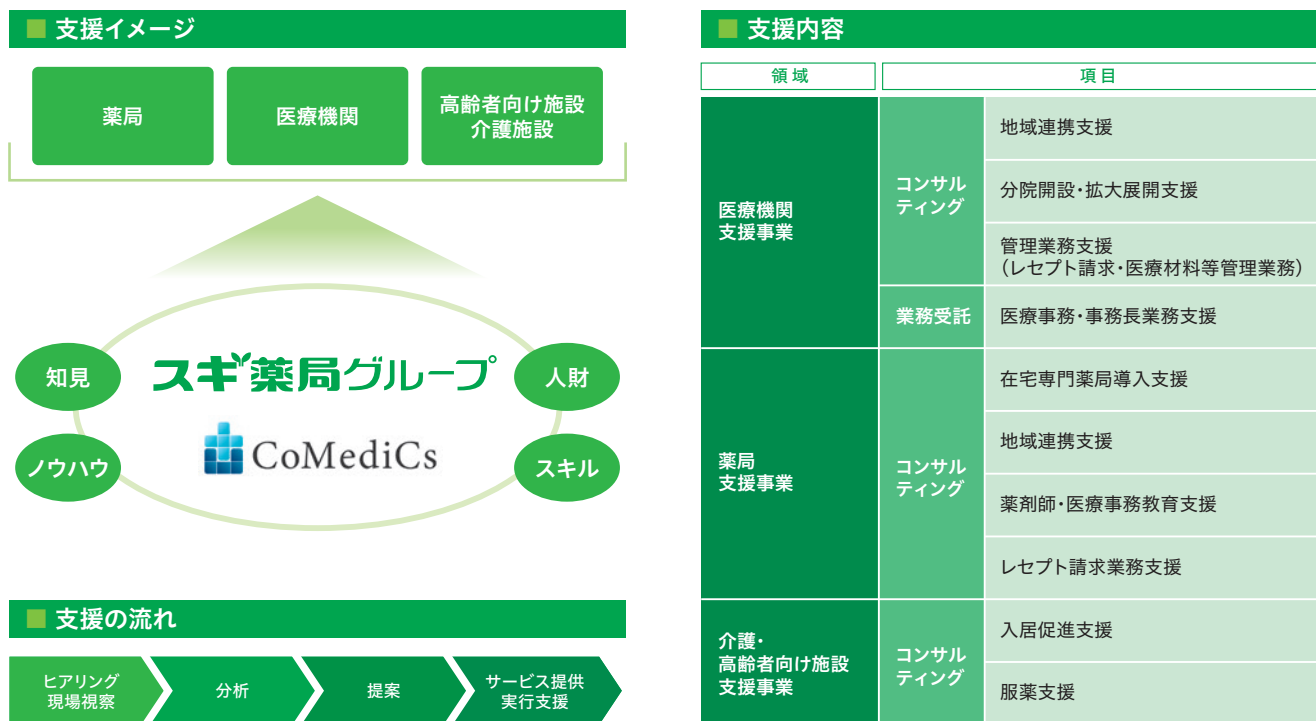 支援イメージ
薬局
医療機関
高齢者向け施設
介護施設
知見
スギ薬局グループ
人財
ノウハウ
CoMediCs
スキル
支援の流れ
ヒアリング
現場視察
分析
提案
サービス提供
実行支援
支援内容
領域
項目
医療機関
支援事業
コンサル
ティング
地域連携支援
分院開設・拡大展開支援
管理業務支援
（レセプト請求・医療材料等管理業務）
業務受託
医療事務・事務長業務支援
薬局
支援事業
コンサル
ティング
在宅専門薬局導入支援
地域連携支援
薬剤師・医療事務教育支援
レセプト請求業務支援
介護・
高齢者向け施設
支援事業
コンサル
ティング
入居促進支援
服薬支援